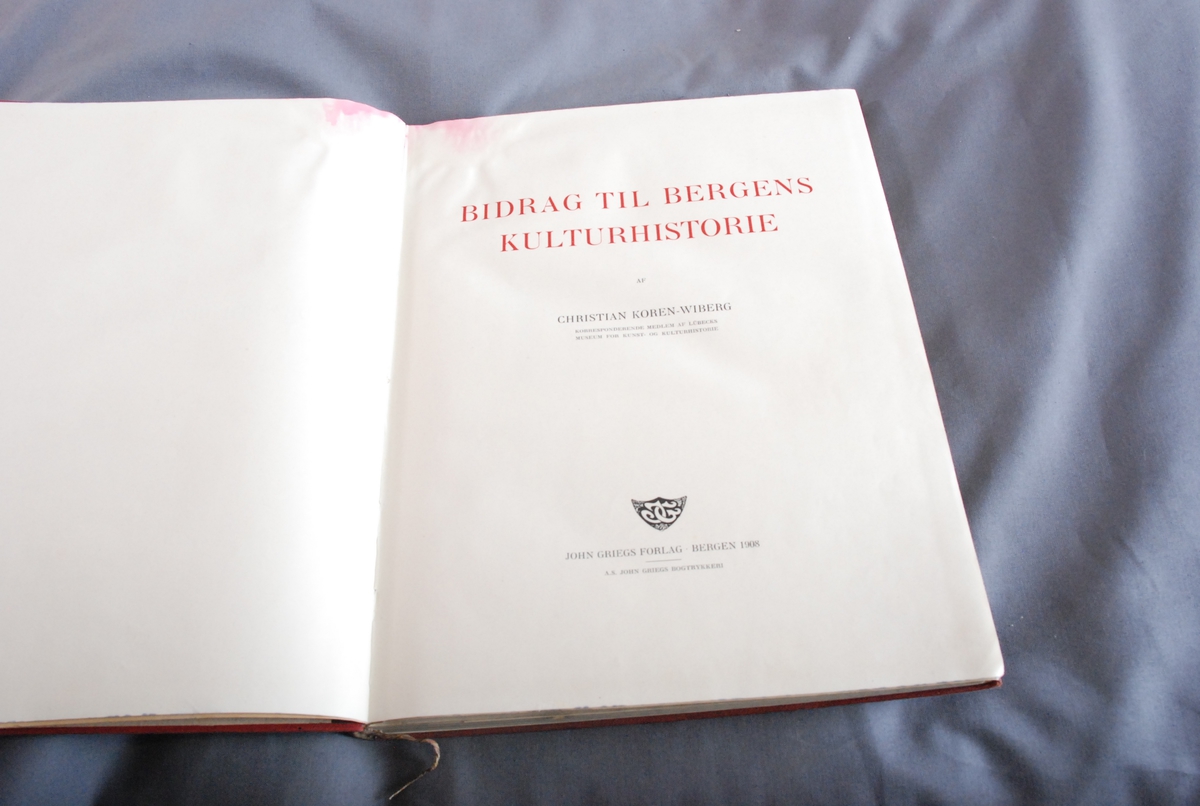 BIDRAG TIL BERGENS
KULTURHISTORIE
AF
CHRISTIAN KOREN-WIBERG
KORRESPONDERENDE MEDLEM AF LÜBECKS
MUSEUM FOR KUNST- OG KULTURHISTORIE
JG
JOHN GRIEGS FORLAG - BERGEN 1908
A.S. JOHN GRIEGS BOGTRYKKERI